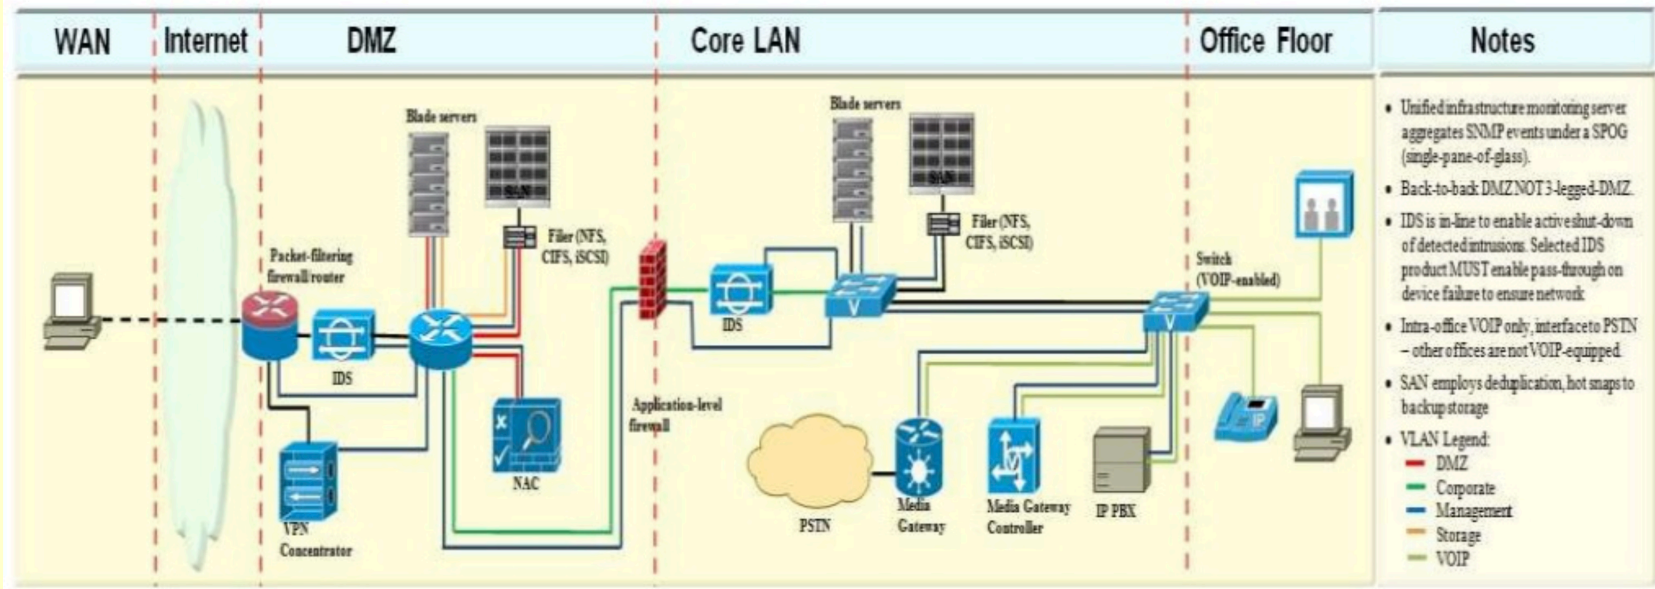 WAN
Internet
DMZ
Core LAN
Office Floor
Notes
Blade servers
SAN
Filer (NFS,
CIFS, iSCSI)
Packet-filtering
firewall/router
IDS
VPN
Concentrator
NAC
Application-level
firewall
Blade servers
SAN
Filer (NFS,
CIFS, iSCSI)
IDS
V
Switch
(VOIP-enabled)
V
PSTN
Media
Gateway
V
Media Gateway
Controller
IP PBX
IP
• Unified infrastructure monitoring server
aggregates SNMP events under a SPOG
(single-pane-of-glass).
• Back-to-back DMZ NOT 3-legged-DMZ.
• IDS is in-line to enable active shut-down
of detected intrusions. Selected IDS
product MUST enable pass-through on
device failure to ensure network
• Intra-office VOIP only, interface to PSTN
– other offices are not VOIP-equipped.
• SAN employs deduplication, hot snaps to
backup storage
• VLAN Legend:
DMZ
Corporate
Management
Storage
VOIP